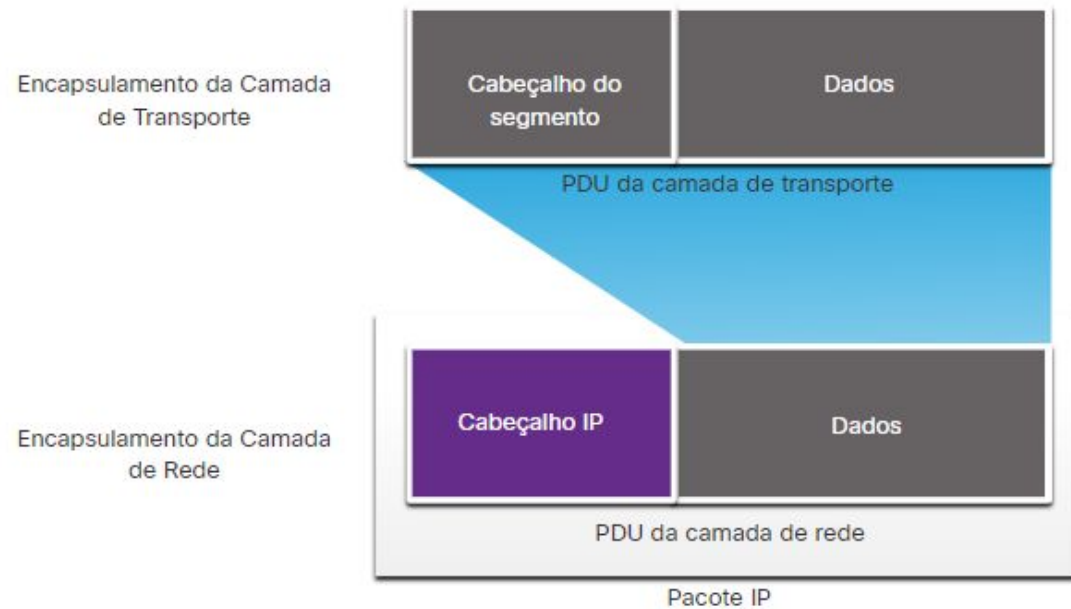 Encapsulamento da Camada
de Transporte
Cabeçalho do
segmento
Dados
PDU da camada de transporte
Encapsulamento da Camada
de Rede
Cabeçalho IP
Dados
PDU da camada de rede
Pacote IP